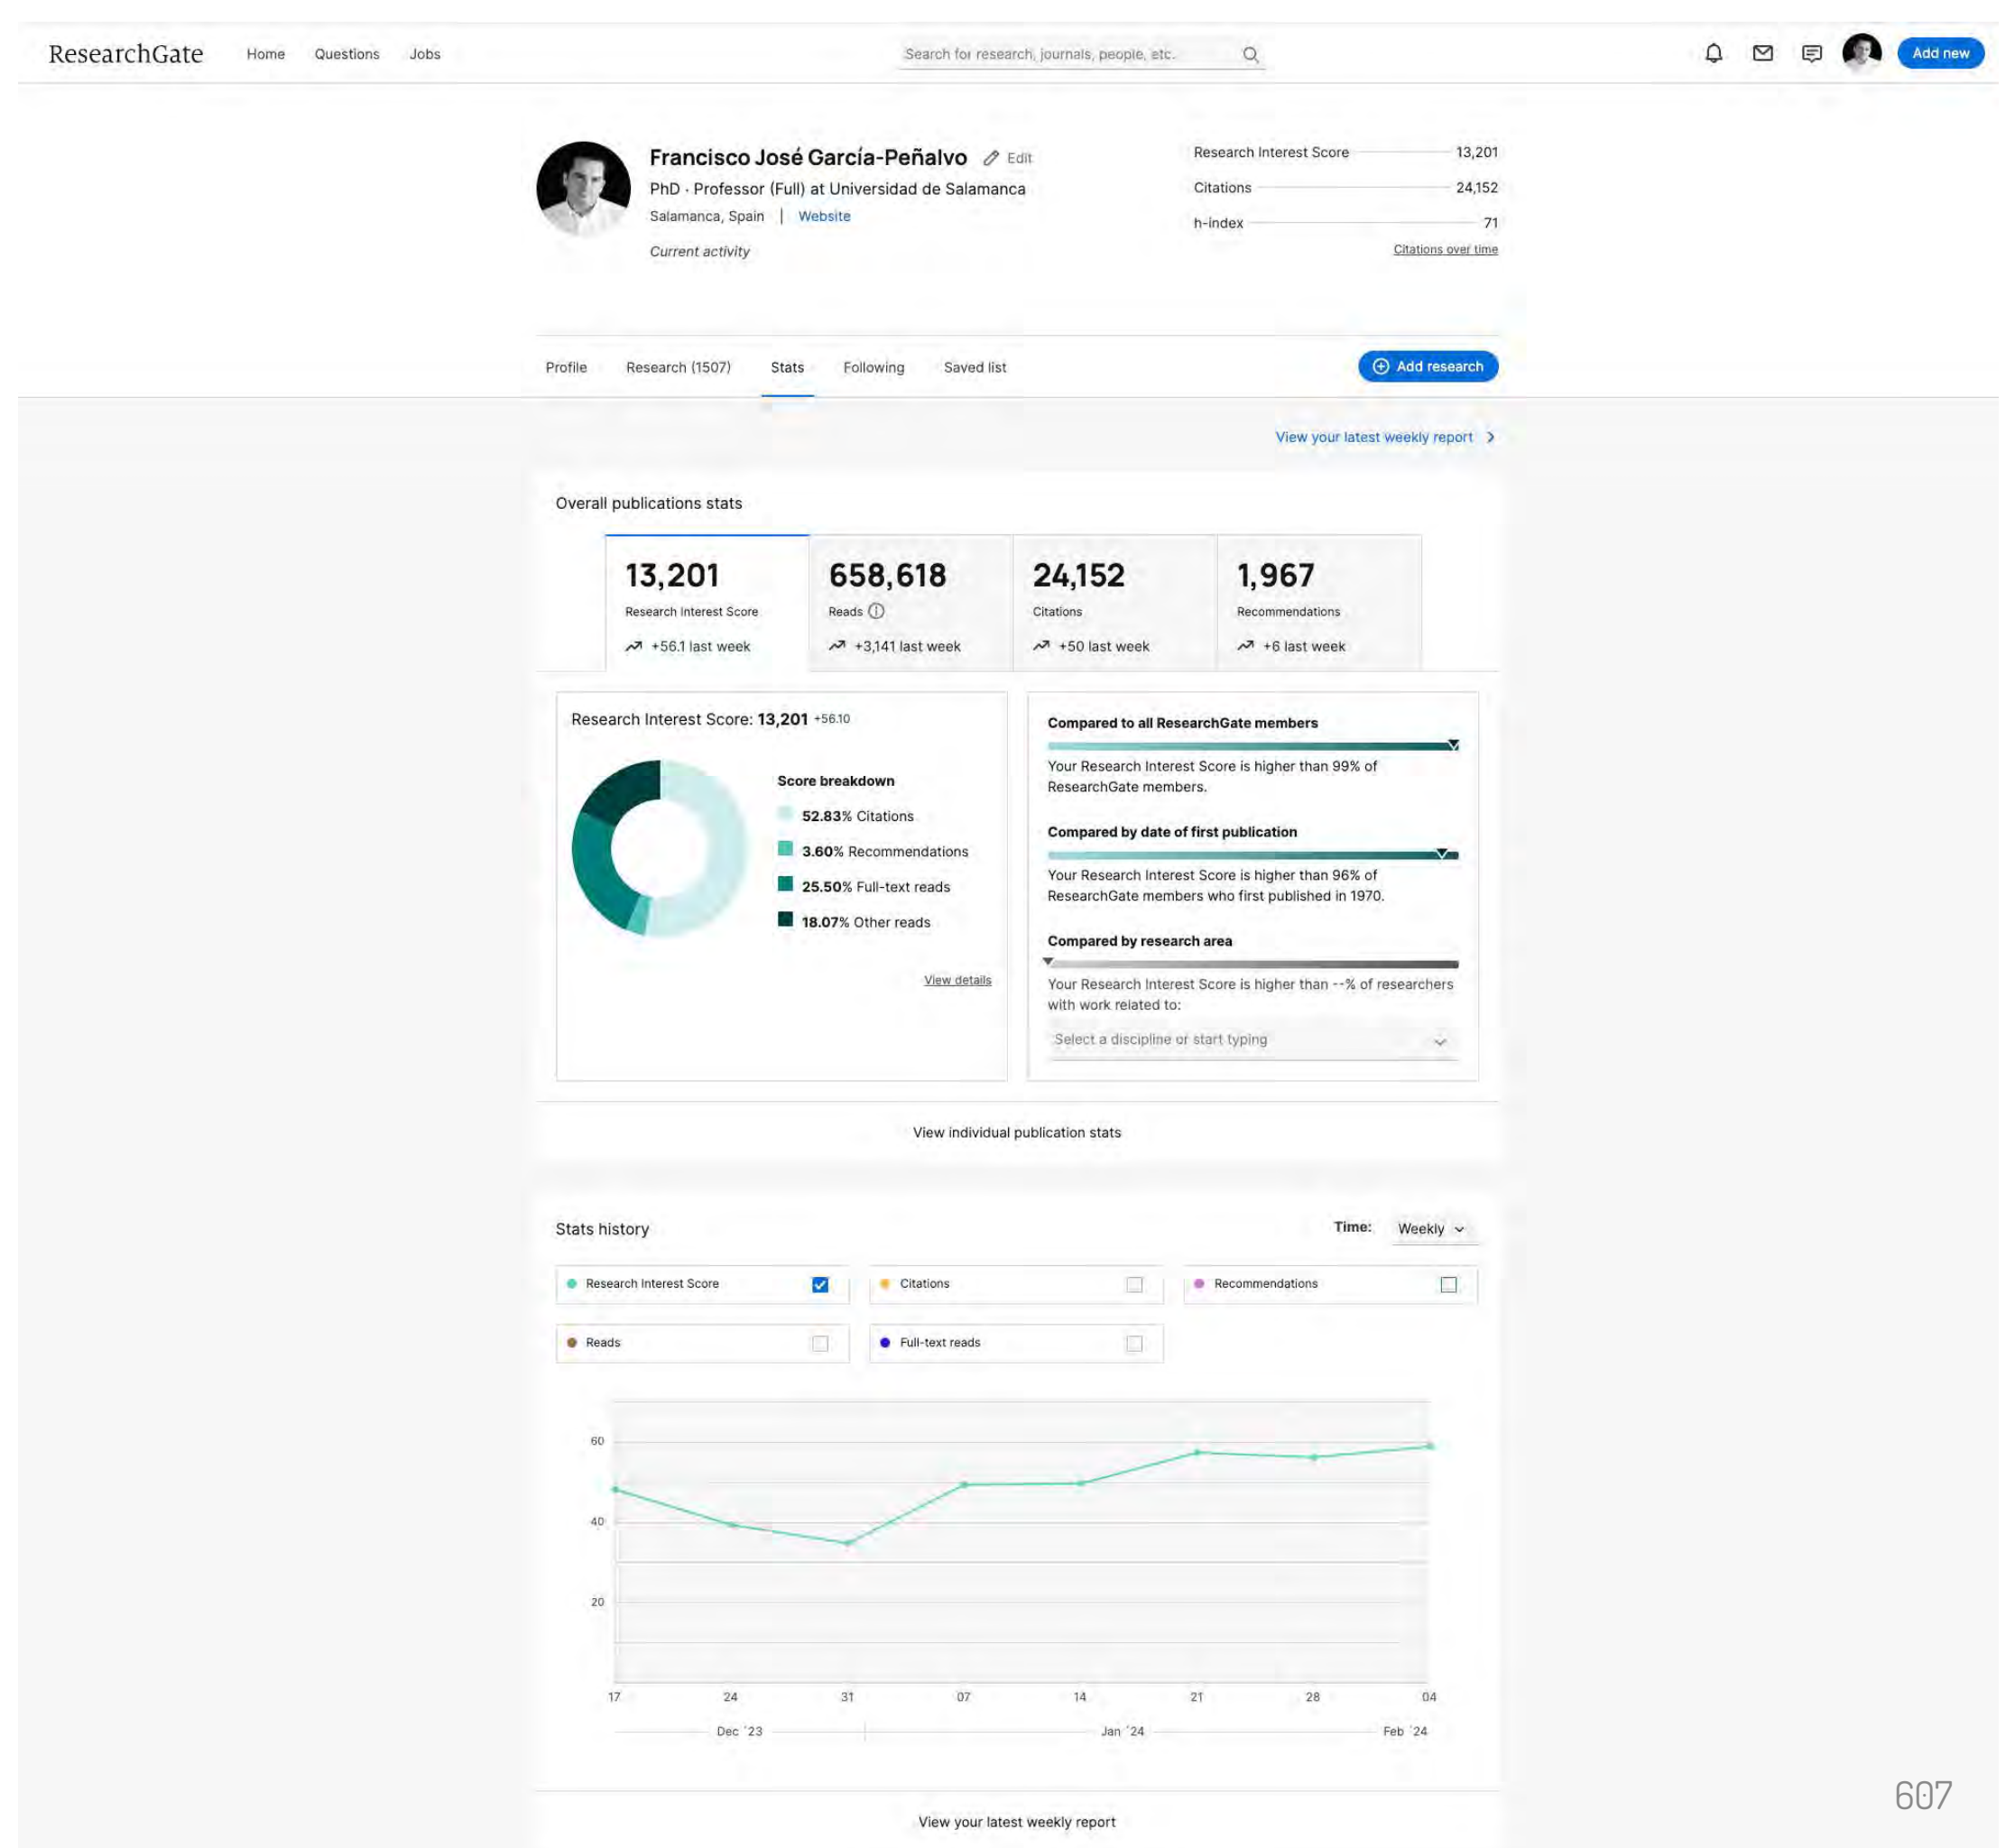 ResearchGate Home Questions Jobs Search for research, journals, people, etc. Add new
Francisco José García-Peñalvo Edit
PhD · Professor (Full) at Universidad de Salamanca
Salamanca, Spain | Website
Current activity
Research Interest Score 13,201
Citations 24,152
h-index 71
Citations over time
Profile Research (1507) Stats Following Saved list Add research
View your latest weekly report
Overall publications stats
13,201 658,618 24,152 1,967
Research Interest Score Reads Citations Recommendations
+56.1 last week +3,141 last week +50 last week +6 last week
Research Interest Score: 13,201 +56.10
Score breakdown
52.83% Citations
3.60% Recommendations
25.50% Full-text reads
18.07% Other reads
View details
Compared to all ResearchGate members
Your Research Interest Score is higher than 99% of
ResearchGate members.
Compared by date of first publication
Your Research Interest Score is higher than 96% of
ResearchGate members who first published in 1970.
Compared by research area
Your Research Interest Score is higher than --% of researchers
with work related to:
Select a discipline or start typing
View individual publication stats
Stats history Time: Weekly
Research Interest Score Citations Recommendations
Reads Full-text reads
60
40
20
17 24 31 07 14 21 28 04
Dec ´23 Jan ´24 Feb ´24
View your latest weekly report
607